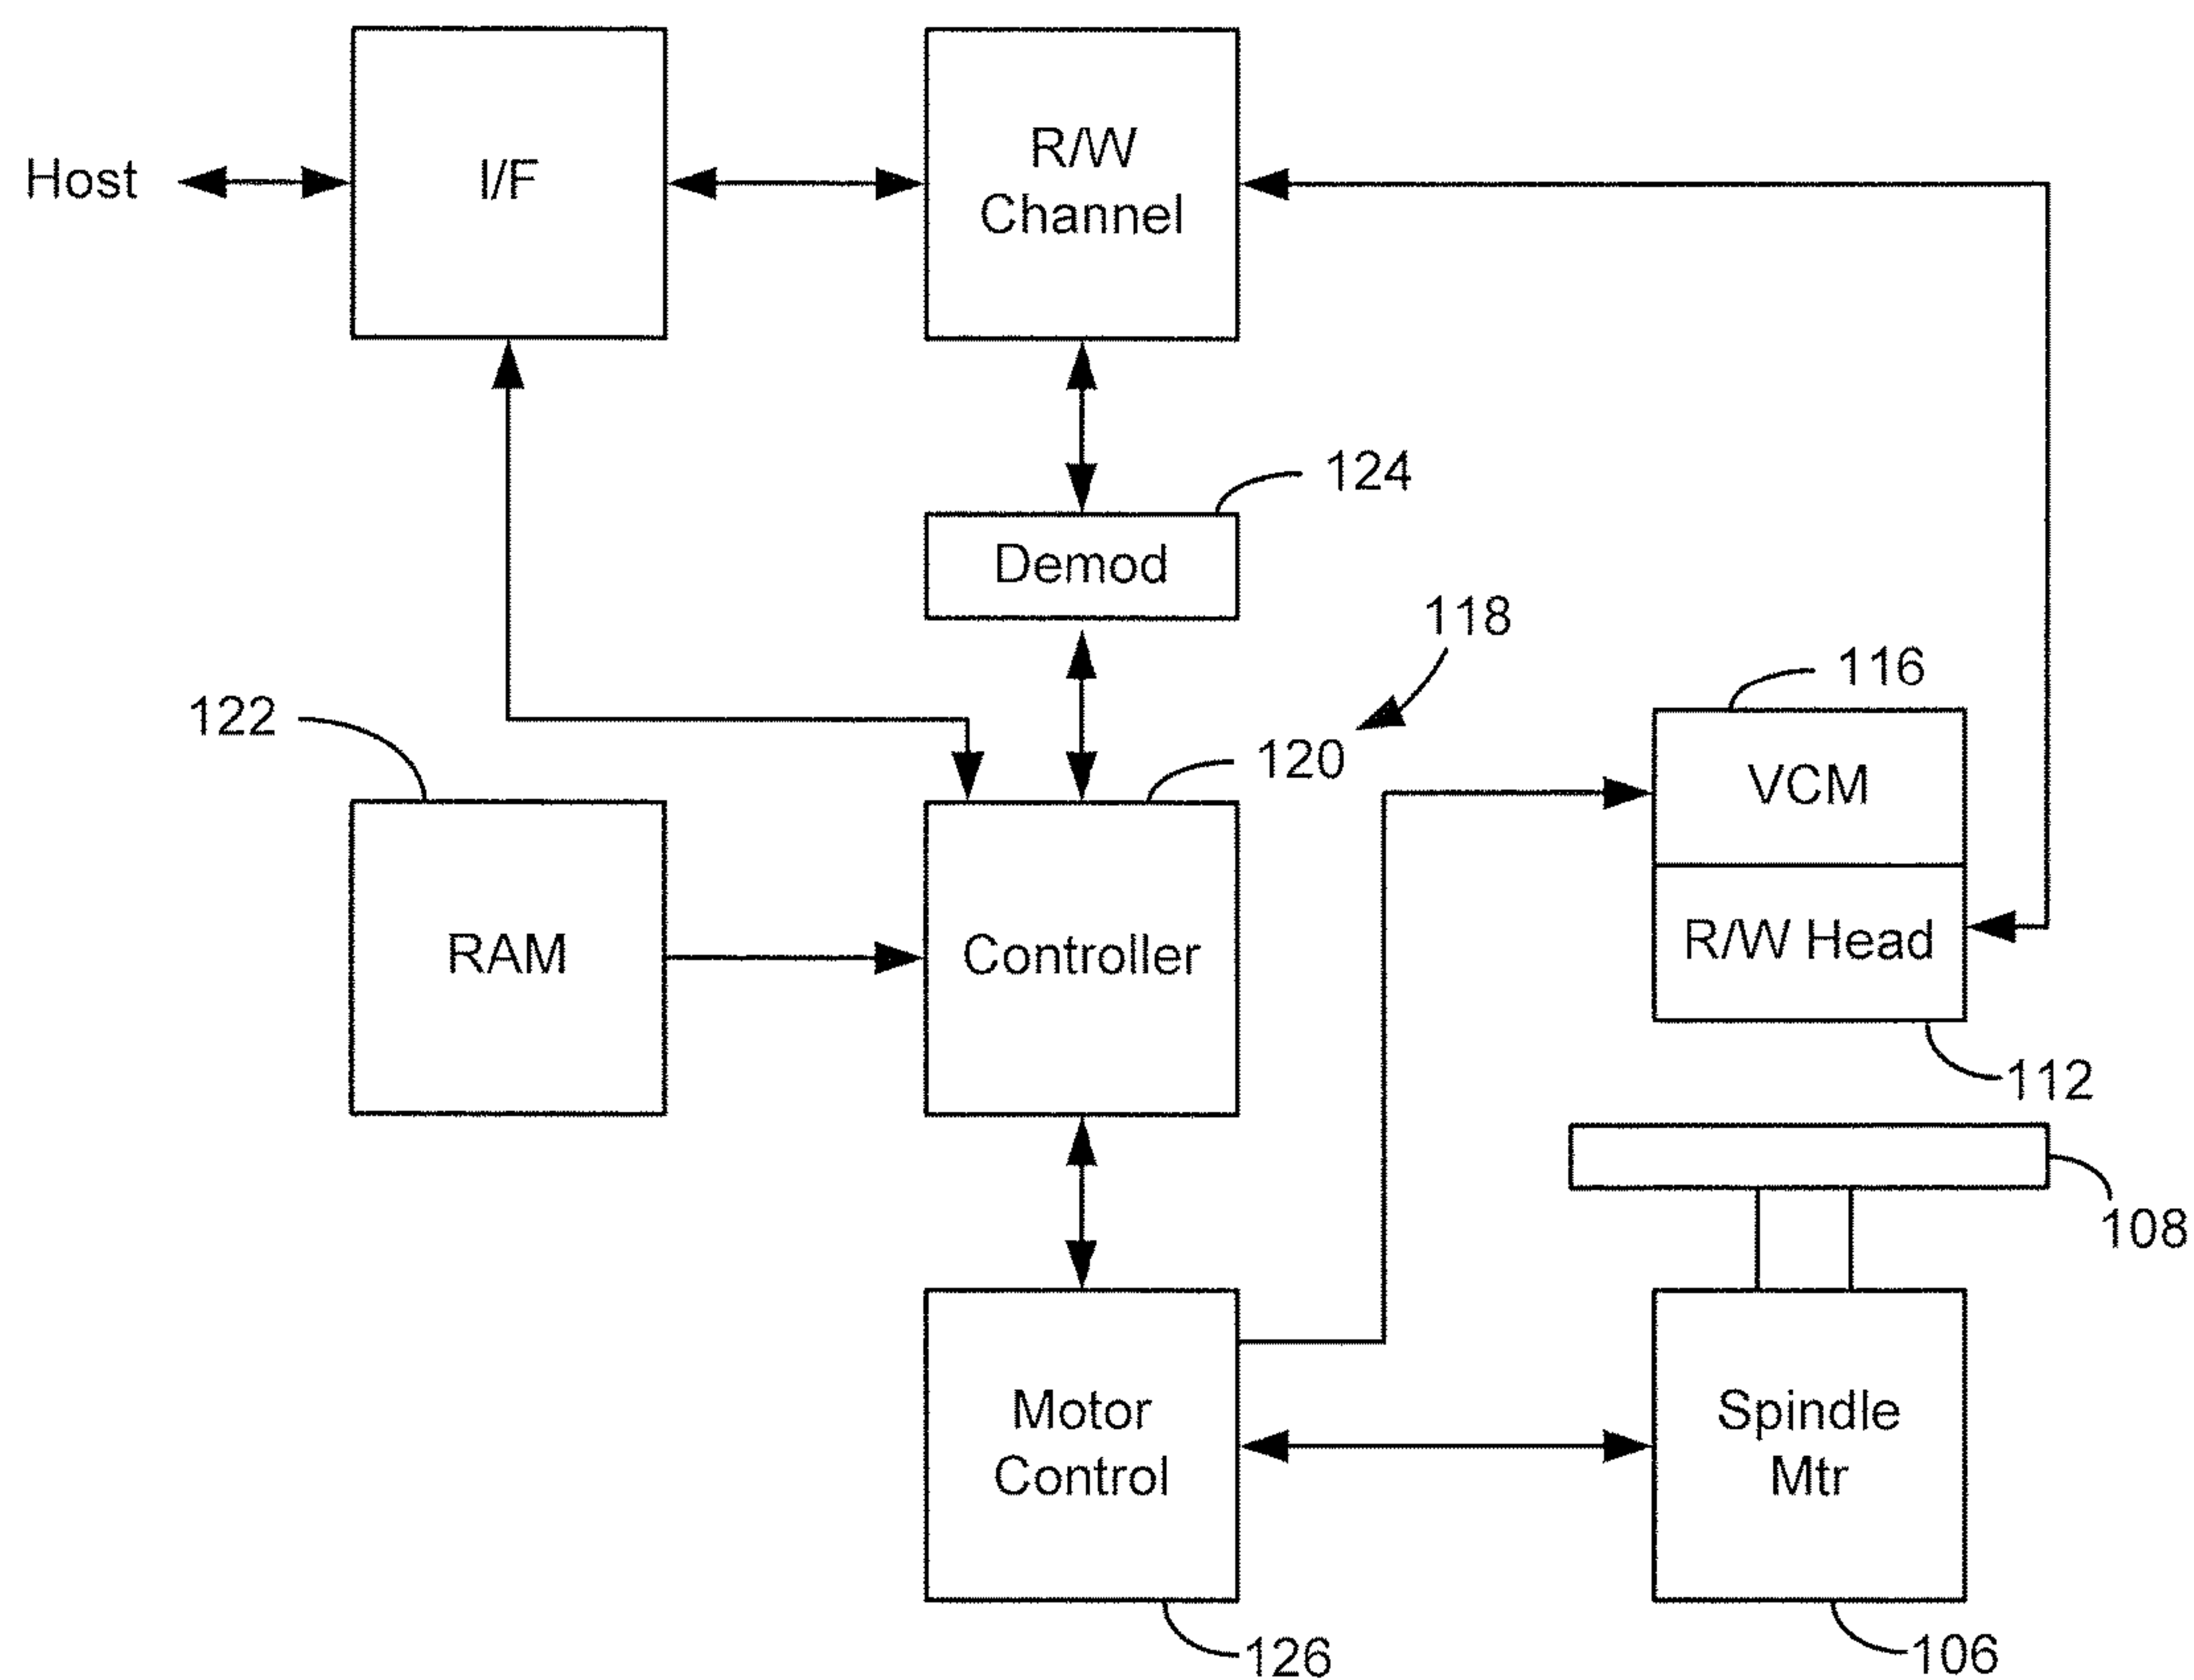 Host
I/F
R/W
Channel
124
Demod
118
116
122
120
VCM
RAM
Controller
R/W Head
112
108
Motor
Control
Spindle
Mtr
126
106